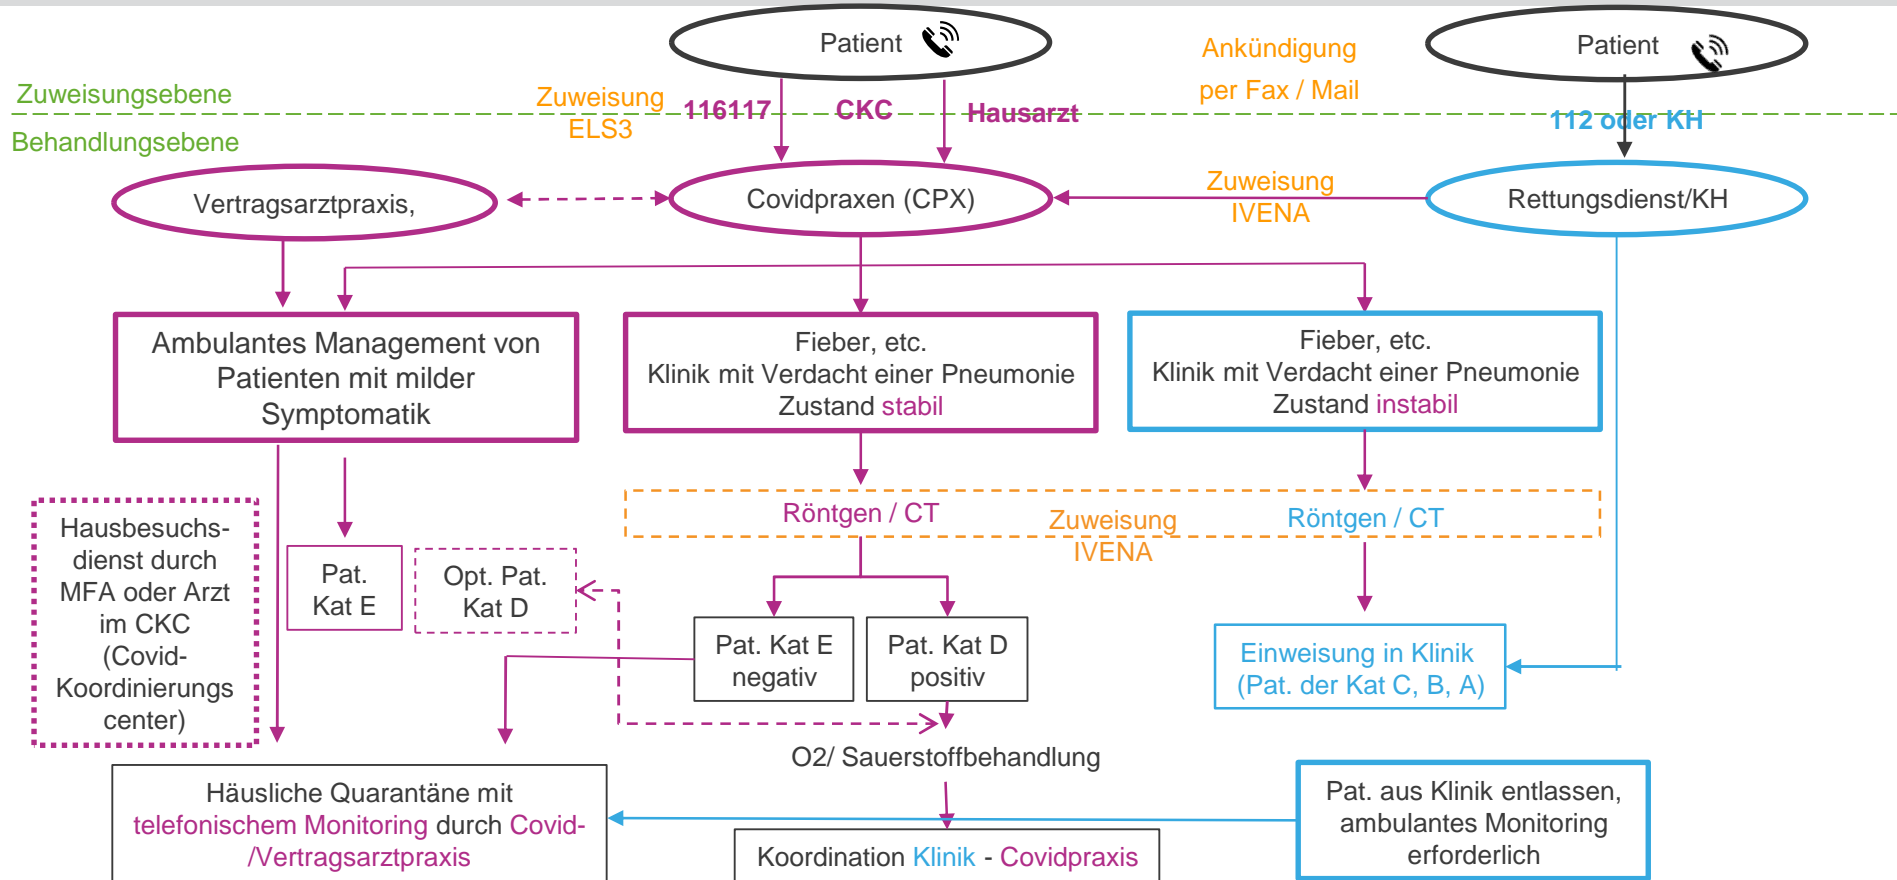 Patient
Ankündigung
per Fax / Mail
Patient
Zuweisungsebene
Zuweisung
ELS3
116117
CKC
Hausarzt
112 oder KH
Behandlungsebene
Vertragsarztpraxis,
Covidpraxen (CPX)
Zuweisung
IVENA
Rettungsdienst/KH
Ambulantes Management von
Patienten mit milder
Symptomatik
Fieber, etc.
Klinik mit Verdacht einer Pneumonie
Zustand stabil
Fieber, etc.
Klinik mit Verdacht einer Pneumonie
Zustand instabil
Röntgen / CT
Zuweisung
IVENA
Röntgen / CT
Hausbesuchs-
dienst durch
MFA oder Arzt
im CKC
(Covid-
Koordinierungs
center)
Pat.
Kat E
Opt. Pat.
Kat D
Pat. Kat E
negativ
Pat. Kat D
positiv
Einweisung in Klinik
(Pat. der Kat C, B, A)
O2/ Sauerstoffbehandlung
Häusliche Quarantäne mit
telefonischem Monitoring durch Covid-
/Vertragsarztpraxis
Koordination Klinik - Covidpraxis
Pat. aus Klinik entlassen,
ambulantes Monitoring
erforderlich